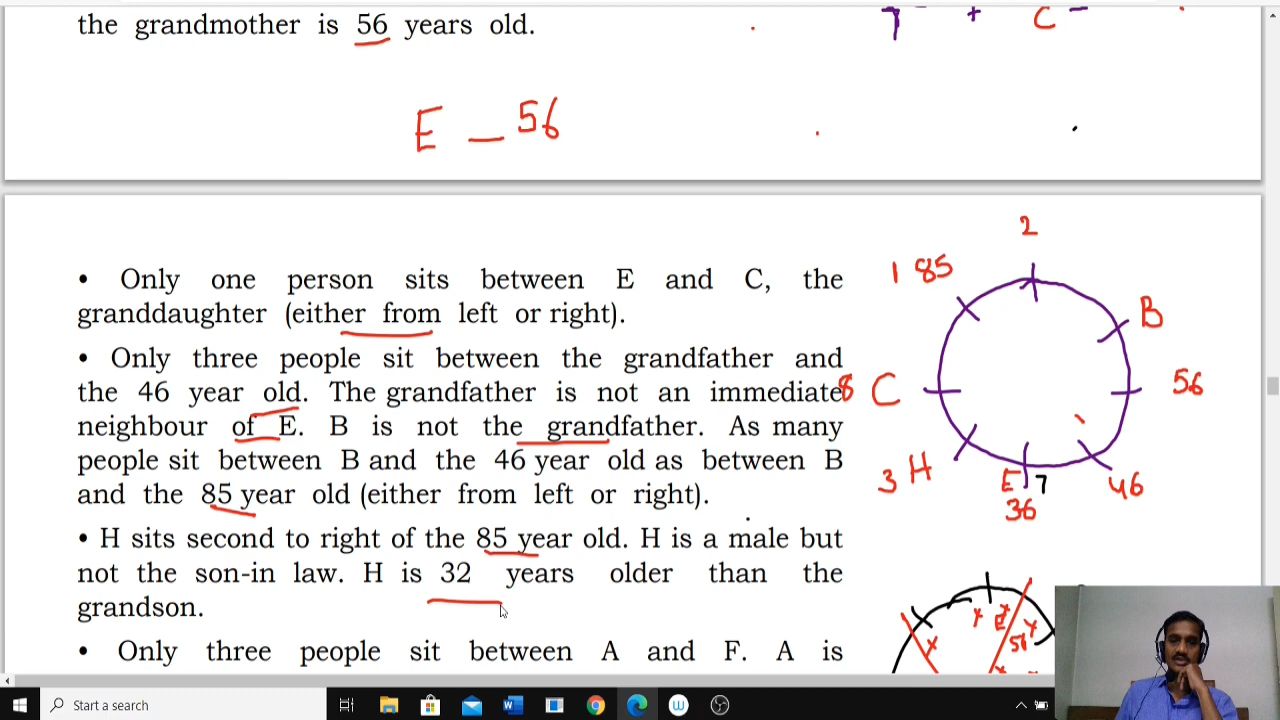 the grandmother is 56 years old.
7 + C
E – 56
• Only one person sits between E and C, the
granddaughter (either from left or right).
• Only three people sit between the grandfather and
the 46 year old. The grandfather is not an immediate
neighbour of E. B is not the grandfather. As many
people sit between B and the 46 year old as between B
and the 85 year old (either from left or right).
• H sits second to right of the 85 year old. H is a male but
not the son-in law. H is 32 years older than the
grandson.
• Only three people sit between A and F. A is
2
1 85
B
8 C
56
3 H
E 7
36
46
x
x
x
56
Start a search